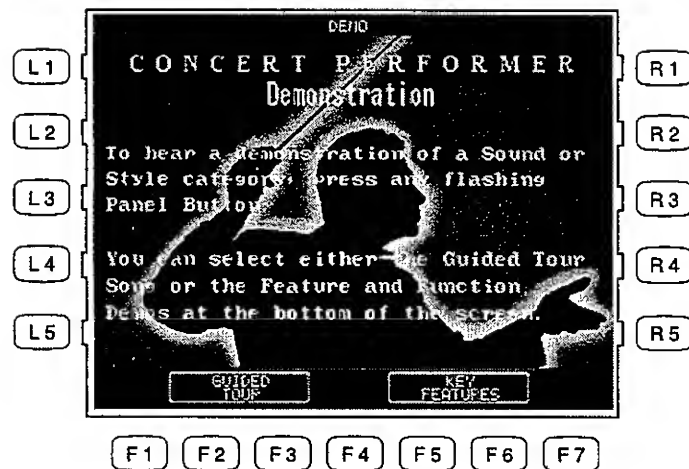 DEMO
CONCERT PERFORMER
Demonstration
To hear a demonstration of a Sound or
Style category, press any flashing
Panel Button.
You can select either the Guided Tour
Song or the Feature and Function
Demos at the bottom of the screen.
GUIDED
TOUR
KEY
FEATURES
L1
L2
L3
L4
L5
R1
R2
R3
R4
R5
F1 F2 F3 F4 F5 F6 F7